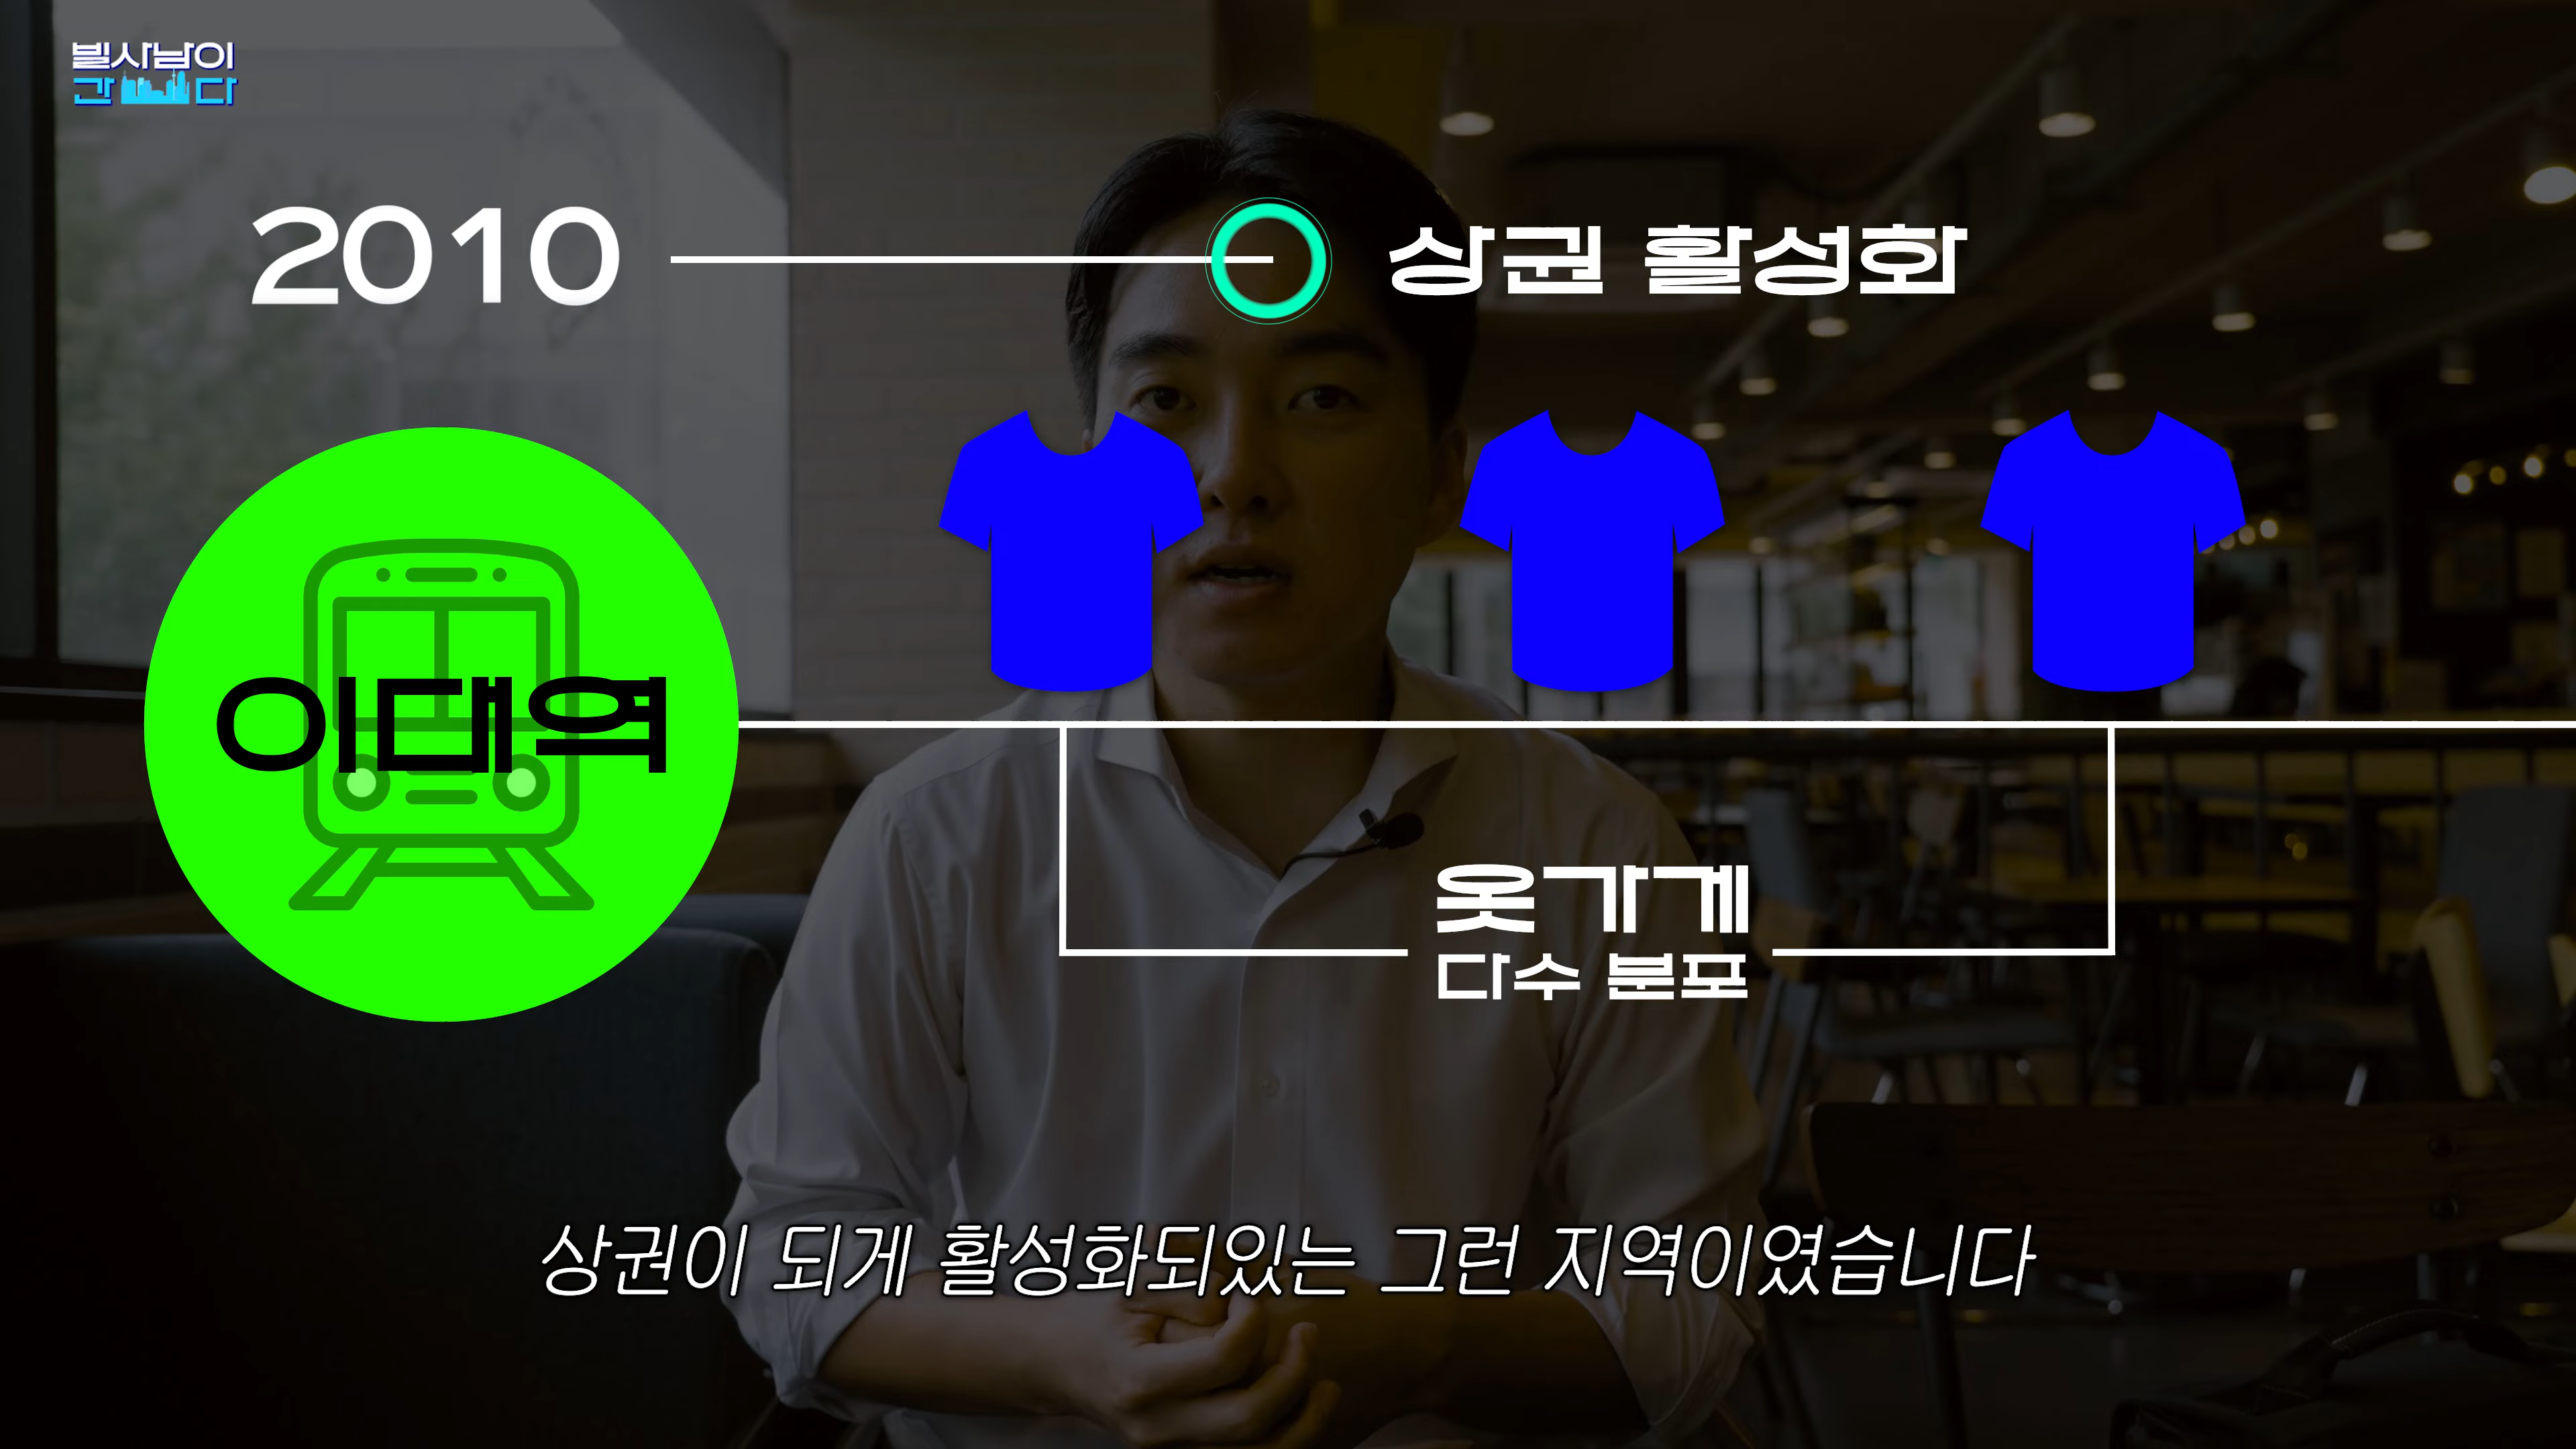 빌사남이
간다
2010
상권 활성화
이대역
옷가게
다수 분포
상권이 되게 활성화되있는 그런 지역이였습니다